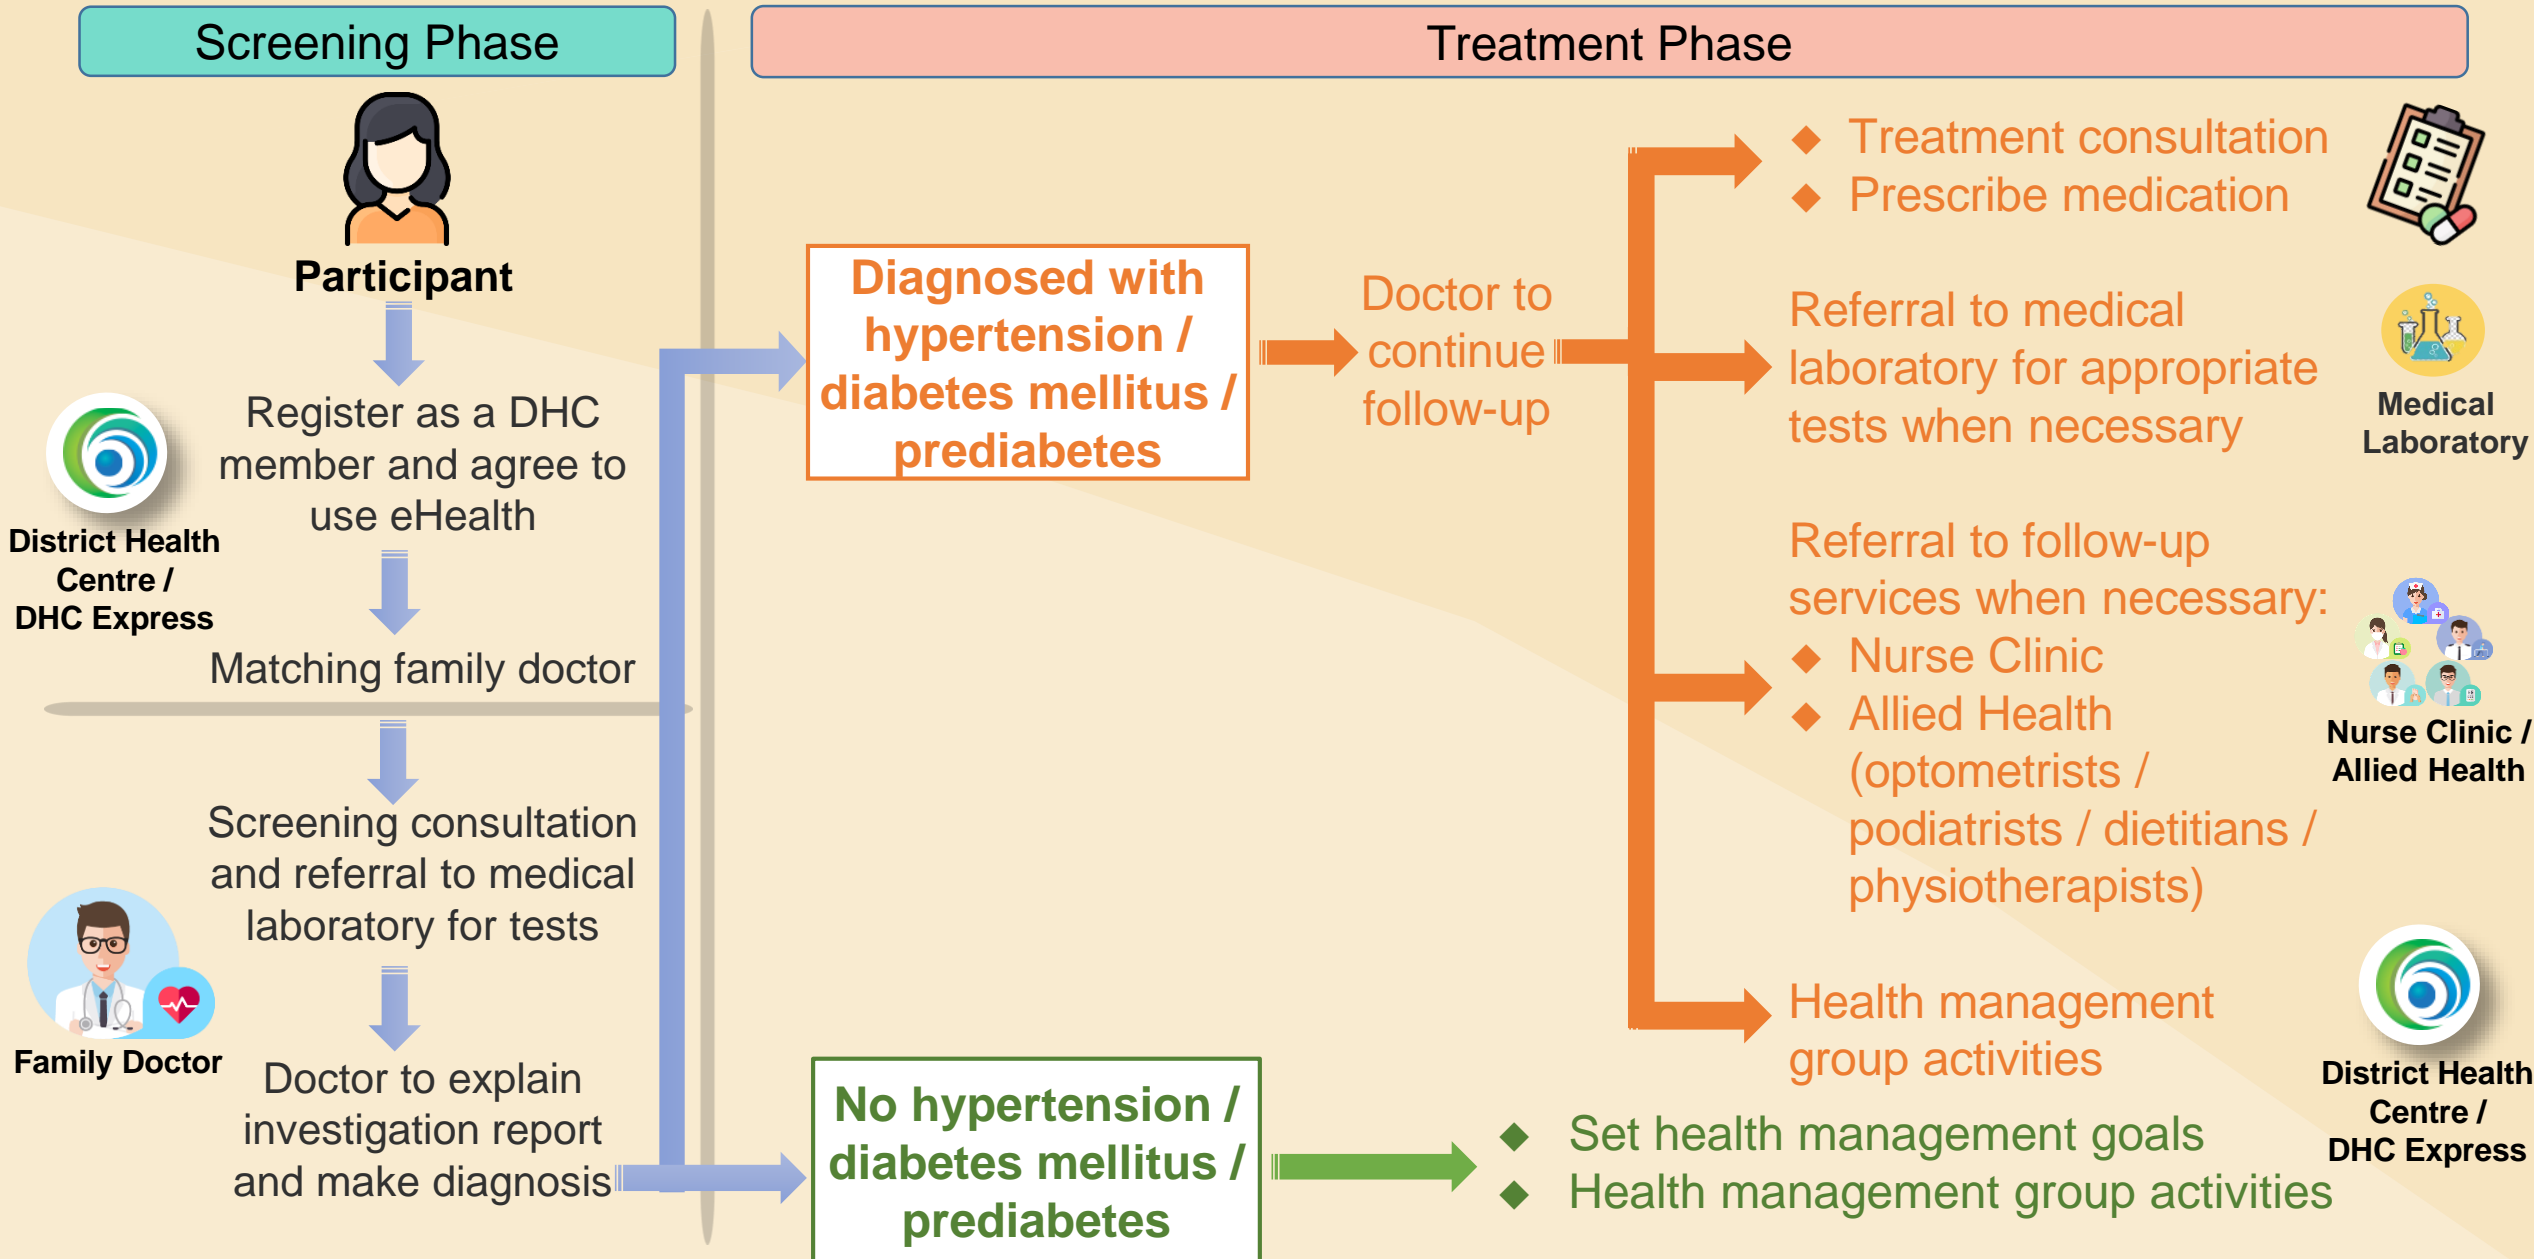 Screening Phase
Treatment Phase
Participant
District Health
Centre /
DHC Express
Register as a DHC
member and agree to
use eHealth
Matching family doctor
Family Doctor
Screening consultation
and referral to medical
laboratory for tests
Doctor to explain
investigation report
and make diagnosis
Diagnosed with
hypertension /
diabetes mellitus /
prediabetes
Doctor to
continue
follow-up
◆ Treatment consultation
◆ Prescribe medication
Referral to medical
laboratory for appropriate
tests when necessary
Medical
Laboratory
Referral to follow-up
services when necessary:
◆ Nurse Clinic
◆ Allied Health
(optometrists /
podiatrists / dietitians /
physiotherapists)
Nurse Clinic /
Allied Health
Health management
group activities
District Health
Centre /
DHC Express
No hypertension /
diabetes mellitus /
prediabetes
◆ Set health management goals
◆ Health management group activities